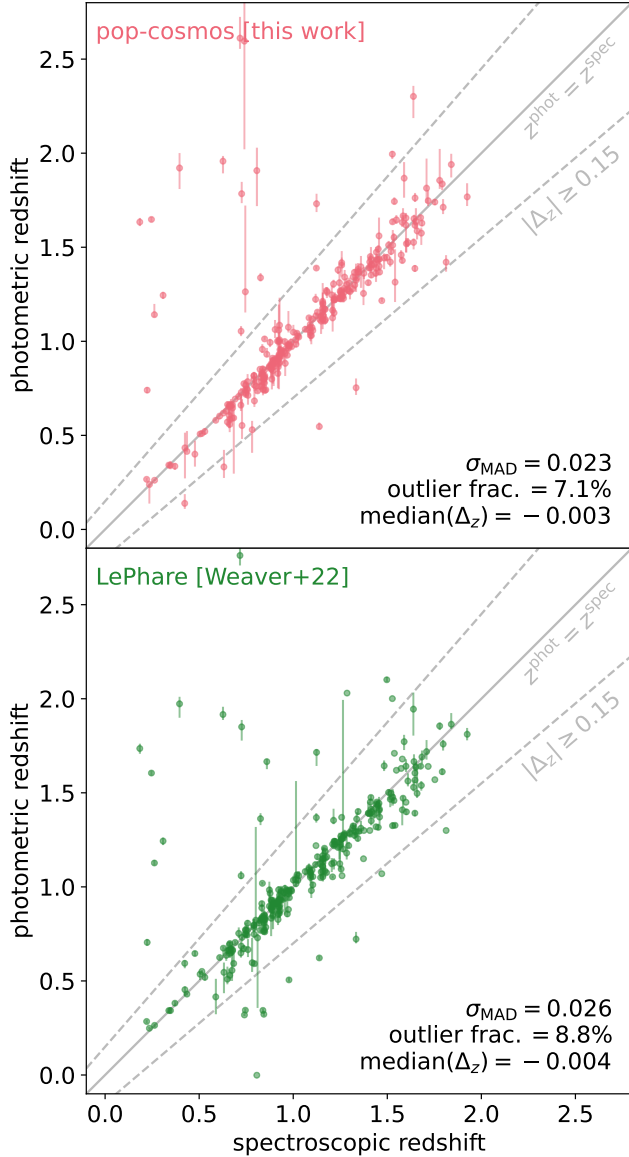 pop-cosmos [this work]
z^phot = z^spec
|Δ_z| ≥ 0.15
photometric redshift
2.5
2.0
1.5
1.0
0.5
0.0
σ_MAD = 0.023
outlier frac. = 7.1%
median(Δ_z) = −0.003
LePhare [Weaver+22]
z^phot = z^spec
|Δ_z| ≥ 0.15
photometric redshift
2.5
2.0
1.5
1.0
0.5
0.0
σ_MAD = 0.026
outlier frac. = 8.8%
median(Δ_z) = −0.004
0.0 0.5 1.0 1.5 2.0 2.5
spectroscopic redshift